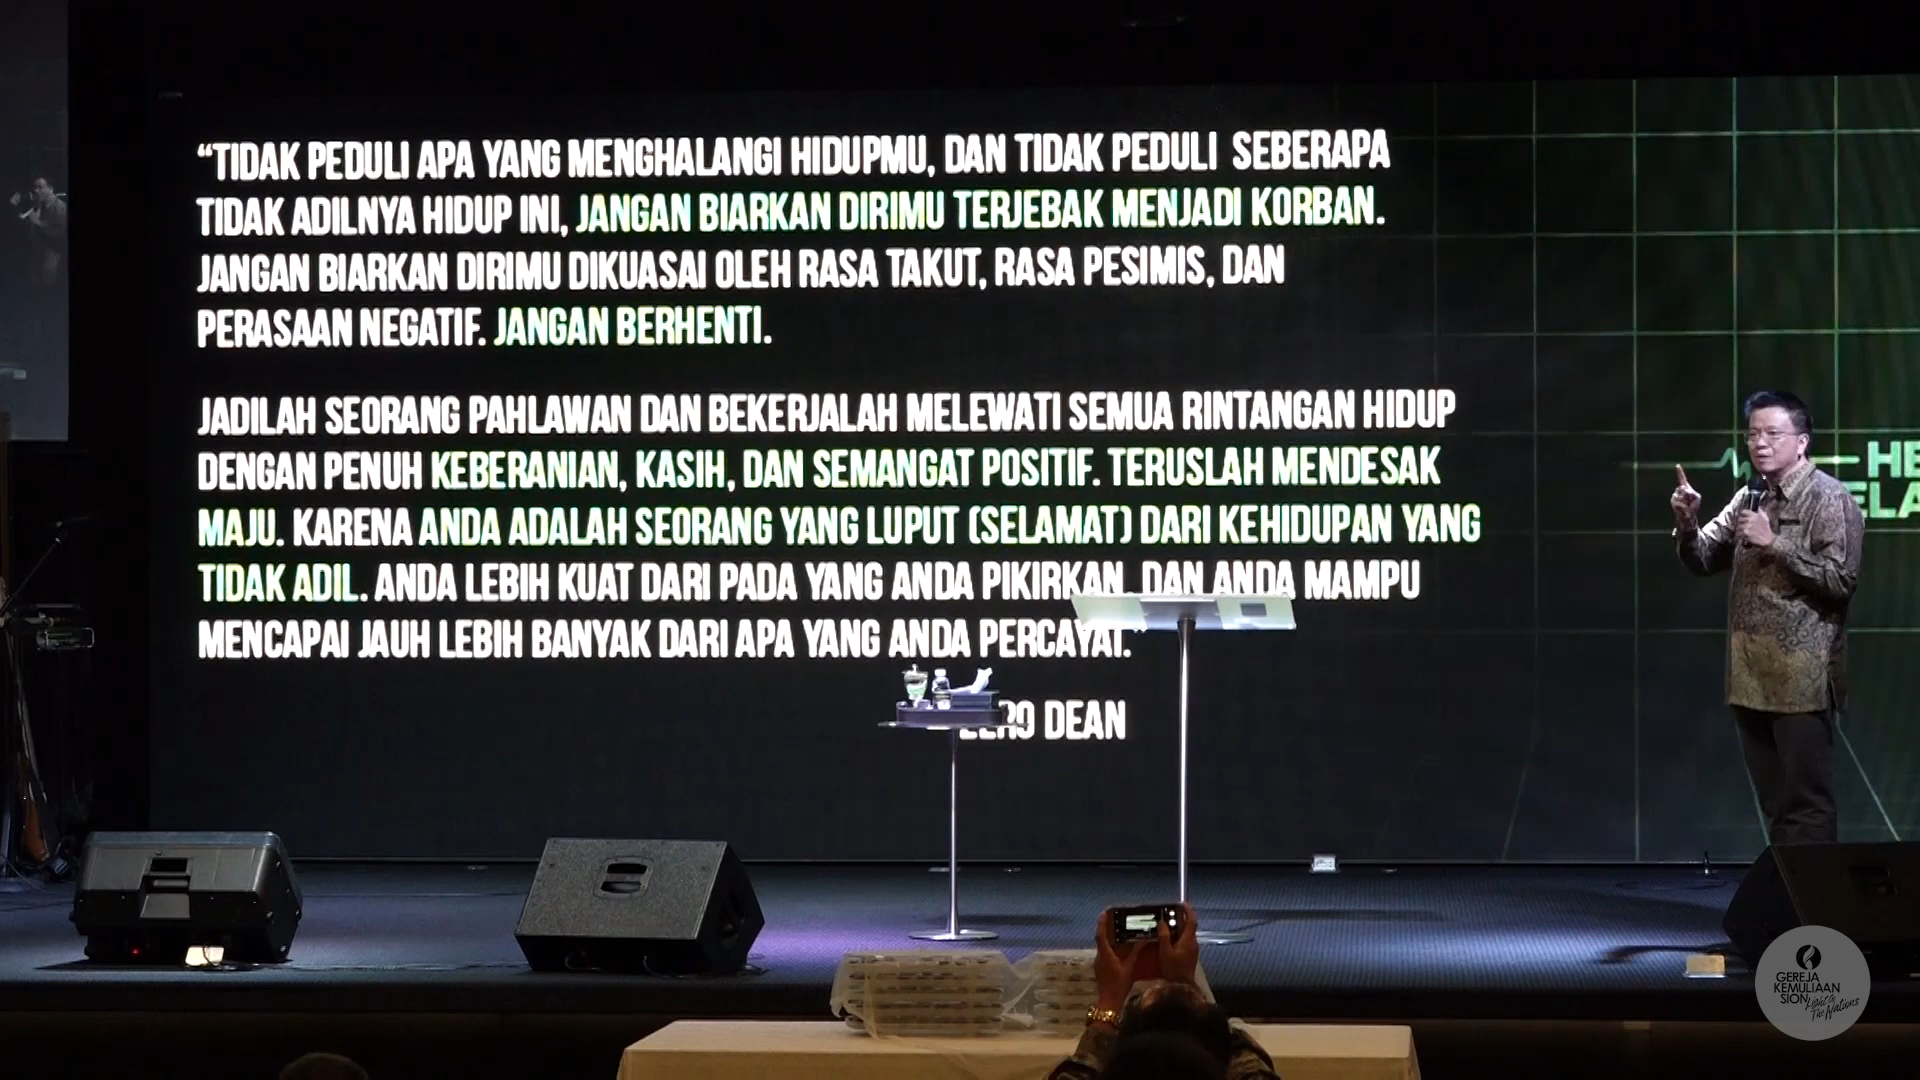 “TIDAK PEDULI APA YANG MENGHALANGI HIDUPMU, DAN TIDAK PEDULI SEBERAPA
TIDAK ADILNYA HIDUP INI, JANGAN BIARKAN DIRIMU TERJEBAK MENJADI KORBAN.
JANGAN BIARKAN DIRIMU DIKUASAI OLEH RASA TAKUT, RASA PESIMIS, DAN
PERASAAN NEGATIF. JANGAN BERHENTI.
JADILAH SEORANG PAHLAWAN DAN BEKERJALAH MELEWATI SEMUA RINTANGAN HIDUP
DENGAN PENUH KEBERANIAN, KASIH, DAN SEMANGAT POSITIF. TERUSLAH MENDESAK
MAJU. KARENA ANDA ADALAH SEORANG YANG LUPUT (SELAMAT) DARI KEHIDUPAN YANG
TIDAK ADIL. ANDA LEBIH KUAT DARI PADA YANG ANDA PIKIRKAN, DAN ANDA MAMPU
MENCAPAI JAUH LEBIH BANYAK DARI APA YANG ANDA PERCAYAI.”
DEAN
GEREJA
KEMULIAAN
SION
Light to
The Nations